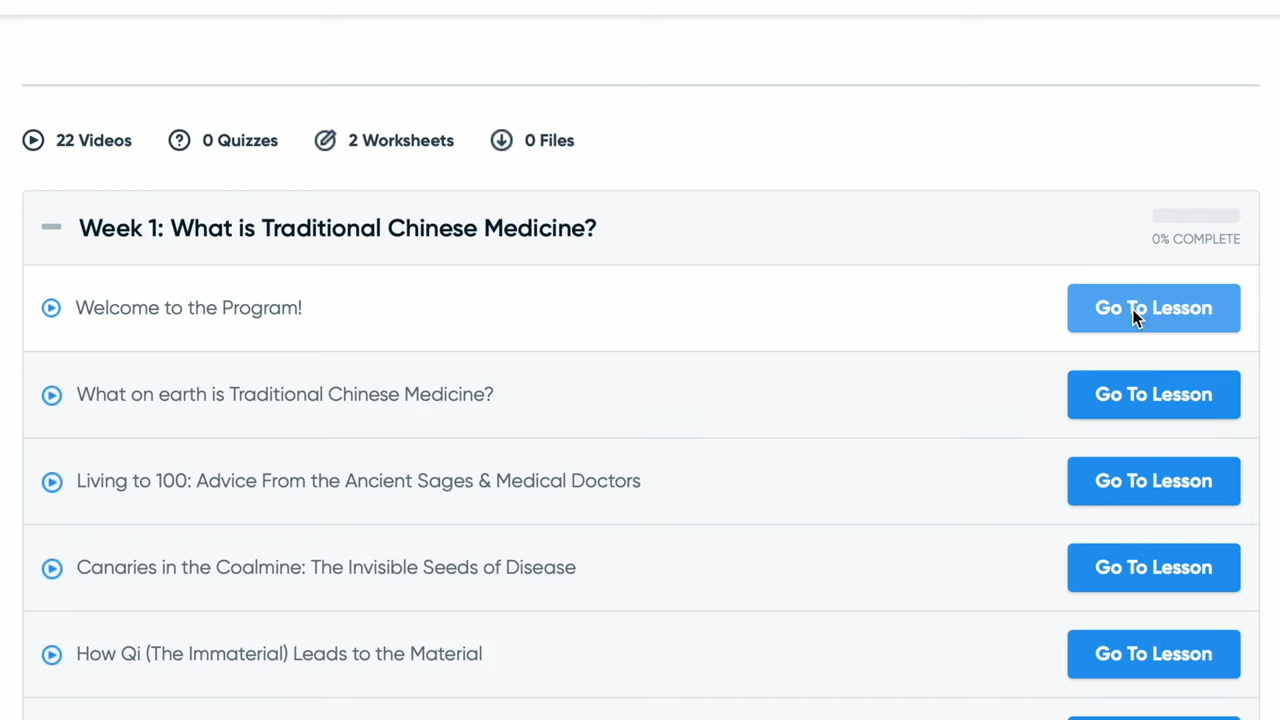 22 Videos 0 Quizzes 2 Worksheets 0 Files
Week 1: What is Traditional Chinese Medicine?
0% COMPLETE
Welcome to the Program! Go To Lesson
What on earth is Traditional Chinese Medicine? Go To Lesson
Living to 100: Advice From the Ancient Sages & Medical Doctors Go To Lesson
Canaries in the Coalmine: The Invisible Seeds of Disease Go To Lesson
How Qi (The Immaterial) Leads to the Material Go To Lesson